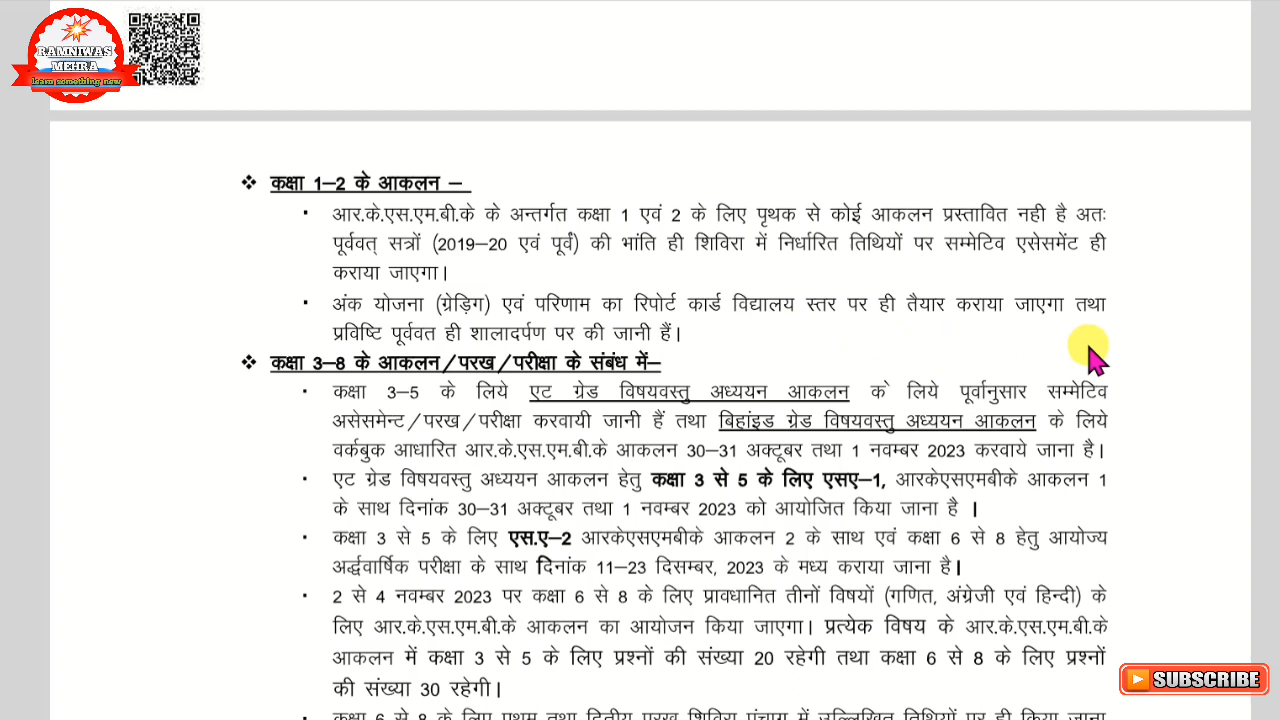 RAMNIWAS
MEHRA
Learn something new
❖ कक्षा 1–2 के आकलन –
▪ आर.के.एस.एम.बी.के के अन्तर्गत कक्षा 1 एवं 2 के लिए पृथक से कोई आकलन प्रस्तावित नही है अतः
पूर्ववत् सत्रों (2019–20 एवं पूर्वं) की भांति ही शिविरा में निर्धारित तिथियों पर सम्मेटिव एसेसमेंट ही
कराया जाएगा।
▪ अंक योजना (ग्रेड़िग) एवं परिणाम का रिपोर्ट कार्ड विद्यालय स्तर पर ही तैयार कराया जाएगा तथा
प्रविष्टि पूर्ववत ही शालादर्पण पर की जानी हैं।
❖ कक्षा 3–8 के आकलन/परख/परीक्षा के संबंध में–
▪ कक्षा 3–5 के लिये एट ग्रेड विषयवस्तु अध्ययन आकलन के लिये पूर्वानुसार सम्मेटिव
असेसमेन्ट/परख/परीक्षा करवायी जानी हैं तथा बिहांइड ग्रेड विषयवस्तु अध्ययन आकलन के लिये
वर्कबुक आधारित आर.के.एस.एम.बी.के आकलन 30–31 अक्टूबर तथा 1 नवम्बर 2023 करवाये जाना है।
▪ एट ग्रेड विषयवस्तु अध्ययन आकलन हेतु कक्षा 3 से 5 के लिए एसए–1, आरकेएसएमबीके आकलन 1
के साथ दिनांक 30–31 अक्टूबर तथा 1 नवम्बर 2023 को आयोजित किया जाना है ।
▪ कक्षा 3 से 5 के लिए एस.ए–2 आरकेएसएमबीके आकलन 2 के साथ एवं कक्षा 6 से 8 हेतु आयोज्य
अर्द्धवार्षिक परीक्षा के साथ दिनांक 11–23 दिसम्बर, 2023 के मध्य कराया जाना है।
▪ 2 से 4 नवम्बर 2023 पर कक्षा 6 से 8 के लिए प्रावधानित तीनों विषयों (गणित, अंग्रेजी एवं हिन्दी) के
लिए आर.के.एस.एम.बी.के आकलन का आयोजन किया जाएगा। प्रत्येक विषय के आर.के.एस.एम.बी.के
आकलन में कक्षा 3 से 5 के लिए प्रश्नों की संख्या 20 रहेगी तथा कक्षा 6 से 8 के लिए प्रश्नों
की संख्या 30 रहेगी।
▪ कक्षा 6 से 8 के लिए प्रथम तथा द्वितीय परख शिविरा पंचाग में उल्लिखित तिथियों पर ही किया जाना
SUBSCRIBE